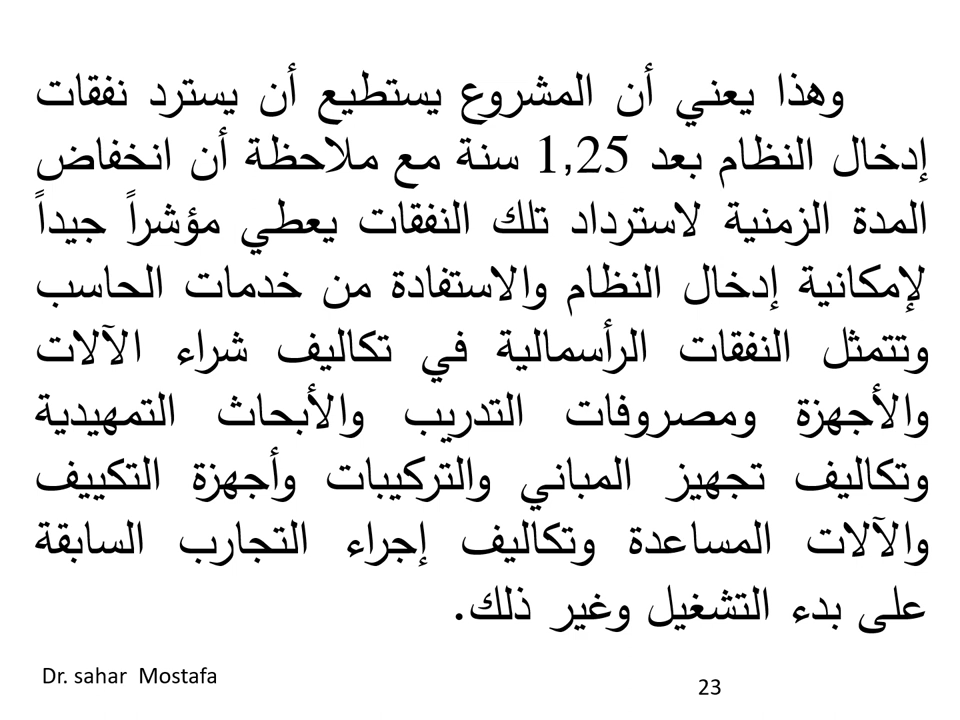 وهذا يعني أن المشروع يستطيع أن يسترد نفقات
إدخال النظام بعد 1,25 سنة مع ملاحظة أن انخفاض
المدة الزمنية لاسترداد تلك النفقات يعطي مؤشراً جيداً
لإمكانية إدخال النظام والاستفادة من خدمات الحاسب
وتتمثل النفقات الرأسمالية في تكاليف شراء الآلات
والأجهزة ومصروفات التدريب والأبحاث التمهيدية
وتكاليف تجهيز المباني والتركيبات وأجهزة التكييف
والآلات المساعدة وتكاليف إجراء التجارب السابقة
على بدء التشغيل وغير ذلك.
Dr. sahar Mostafa
23